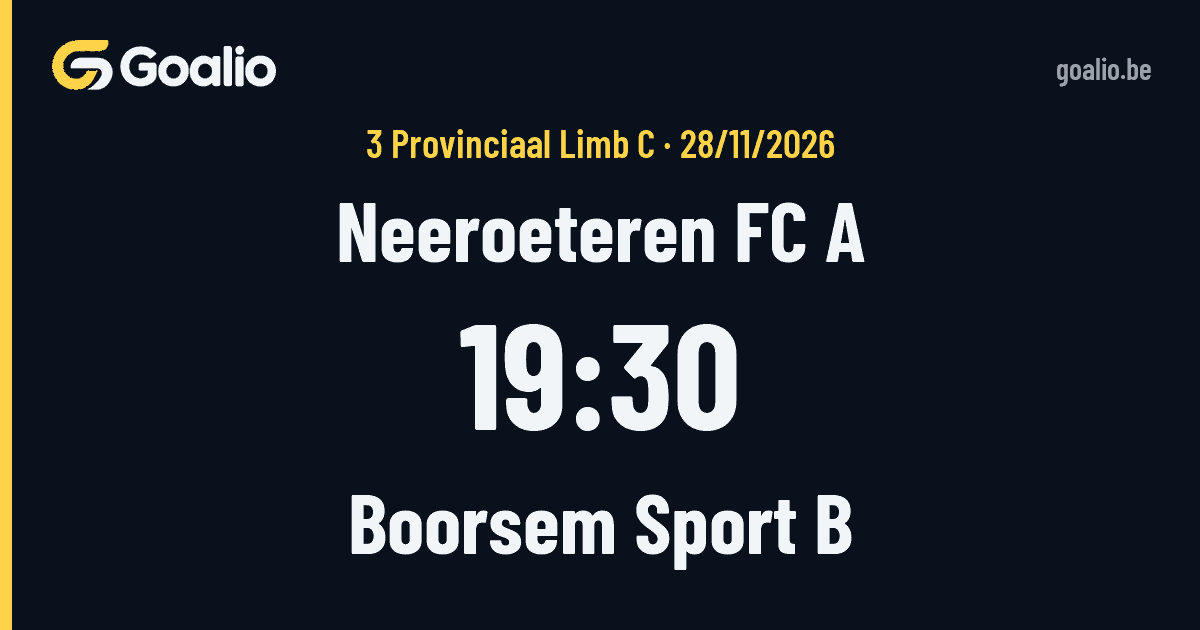 Goalio
goalio.be
3 Provinciaal Limb C · 28/11/2026
Neeroeteren FC A
19:30
Boorsem Sport B